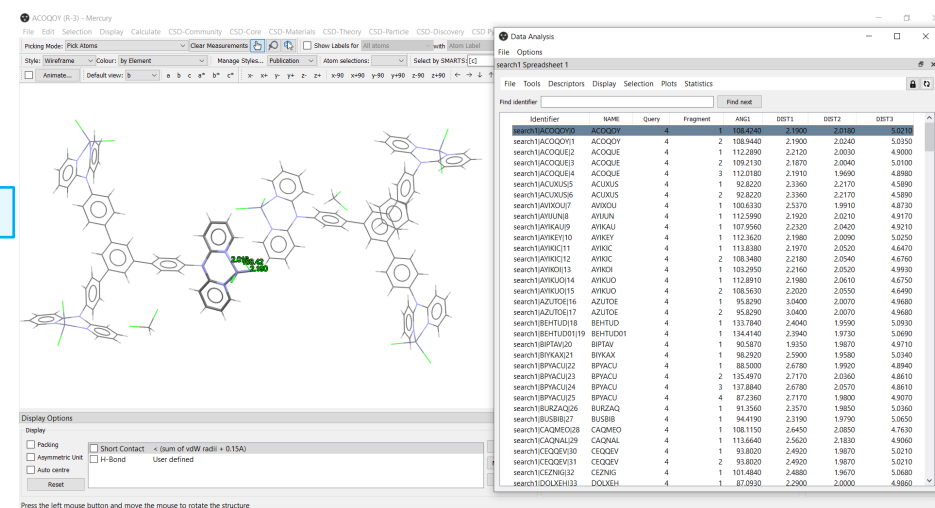 ACOQOY (R-3) - Mercury
File Edit Selection Display Calculate CSD-Community CSD-Core CSD-Materials CSD-Theory CSD-Particle CSD-Discovery CSD
Picking Mode: Pick Atoms Clear Measurements Show Labels for All atoms with Atom Label
Style: Wireframe Colour: by Element Manage Styles... Publication Atom selections: Select by SMARTS: [c]
Animate... Default view: b a b c a* b* c* x- x+ y- y+ z- z+ x-90 x+90 y-90 y+90 z-90 z+90
2.180
Display Options
Display
Packing
Asymmetric Unit
Auto centre
Reset
Short Contact < (sum of vdW radii + 0.15A)
H-Bond User defined
Press the left mouse button and move the mouse to rotate the structure
Data Analysis
File Options
search1 Spreadsheet 1
File Tools Descriptors Display Selection Plots Statistics
Find identifier Find next
Identifier NAME Query Fragment ANG1 DIST1 DIST2 DIST3
search1|ACOQOY|0 ACOQOY 4 1 108.4240 2.1900 2.0180 5.0210
search1|ACOQOY|1 ACOQOY 4 2 108.9440 2.1900 2.0240 5.0350
search1|ACOQUE|2 ACOQUE 4 1 112.2890 2.2120 2.0030 4.9000
search1|ACOQUE|3 ACOQUE 4 2 109.2130 2.1870 2.0040 5.0100
search1|ACOQUE|4 ACOQUE 4 3 112.0180 2.1910 1.9690 4.8980
search1|ACUXUS|5 ACUXUS 4 1 92.8220 2.3360 2.2170 4.5890
search1|ACUXUS|6 ACUXUS 4 2 92.8220 2.3360 2.2170 4.5890
search1|AVIXOU|7 AVIXOU 4 1 100.6330 2.5370 1.9910 4.8730
search1|AYIJUN|8 AYIJUN 4 1 112.5990 2.1920 2.0210 4.9170
search1|AYIKAU|9 AYIKAU 4 1 107.9560 2.2320 2.0420 4.9210
search1|AYIKEY|10 AYIKEY 4 1 112.3620 2.1980 2.0090 5.0250
search1|AYIKIC|11 AYIKIC 4 1 113.8380 2.1970 2.0520 4.6470
search1|AYIKIC|12 AYIKIC 4 2 108.3480 2.2180 2.0540 4.6760
search1|AYIKOI|13 AYIKOI 4 1 103.2950 2.2160 2.0520 4.9930
search1|AYIKUO|14 AYIKUO 4 1 112.8910 2.1980 2.0610 4.6750
search1|AYIKUO|15 AYIKUO 4 2 108.5630 2.2020 2.0550 4.6490
search1|AZUTOE|16 AZUTOE 4 1 95.8290 3.0400 2.0070 4.9680
search1|AZUTOE|17 AZUTOE 4 2 95.8290 3.0400 2.0070 4.9680
search1|BEHTUD|18 BEHTUD 4 1 133.7840 2.4040 1.9590 5.0930
search1|BEHTUD01|19 BEHTUD01 4 1 134.4140 2.3940 1.9730 5.0690
search1|BIPTAV|20 BIPTAV 4 1 90.5870 1.9350 1.9870 4.9710
search1|BIYKAX|21 BIYKAX 4 1 98.2920 2.5900 1.9580 5.0340
search1|BPYACU|22 BPYACU 4 1 88.5000 2.6780 1.9920 4.8940
search1|BPYACU|23 BPYACU 4 2 135.4970 2.7170 2.0360 4.8610
search1|BPYACU|24 BPYACU 4 3 137.8840 2.6780 2.0570 4.8610
search1|BPYACU|25 BPYACU 4 4 87.2360 2.7170 1.9800 4.9070
search1|BURZAQ|26 BURZAQ 4 1 91.3560 2.3570 1.9850 5.0360
search1|BUSBIB|27 BUSBIB 4 1 94.4190 2.3190 1.9790 5.0650
search1|CAQMEO|28 CAQMEO 4 1 108.1150 2.6450 2.0850 4.7630
search1|CAQNAL|29 CAQNAL 4 1 113.6640 2.5620 2.1830 4.9060
search1|CEQQEV|30 CEQQEV 4 1 93.8020 2.4920 1.9870 5.0210
search1|CEQQEV|31 CEQQEV 4 2 93.8020 2.4920 1.9870 5.0210
search1|CEZNIG|32 CEZNIG 4 1 101.4840 2.4880 1.9670 5.0680
search1|DOLXEH|33 DOLXEH 4 1 87.0930 2.2900 2.0000 4.9860